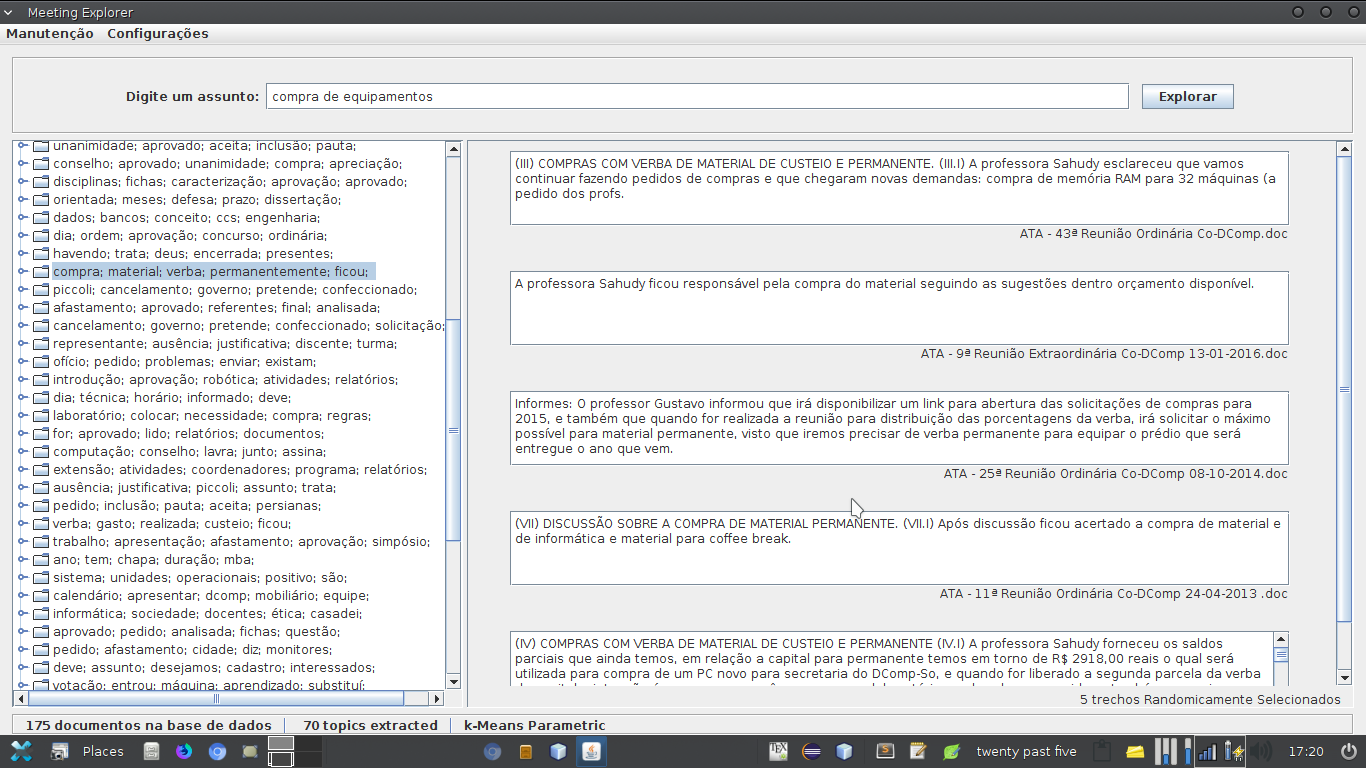 Meeting Explorer
Manutenção Configurações
Digite um assunto: compra de equipamentos Explorar
unanimidade; aprovado; aceita; inclusão; pauta;
conselho; aprovado; unanimidade; compra; apreciação;
disciplinas; fichas; caracterização; aprovação; aprovado;
orientada; meses; defesa; prazo; dissertação;
dados; bancos; conceito; ccs; engenharia;
dia; ordem; aprovação; concurso; ordinária;
havendo; trata; deus; encerrada; presentes;
compra; material; verba; permanentemente; ficou;
piccoli; cancelamento; governo; pretende; confeccionado;
afastamento; aprovado; referentes; final; analisada;
cancelamento; governo; pretende; confeccionado; solicitação;
representante; ausência; justificativa; discente; turma;
ofício; pedido; problemas; enviar; existam;
introdução; aprovação; robótica; atividades; relatórios;
dia; técnica; horário; informado; deve;
laboratório; colocar; necessidade; compra; regras;
for; aprovado; lido; relatórios; documentos;
computação; conselho; lavra; junto; assina;
extensão; atividades; coordenadores; programa; relatórios;
ausência; justificativa; piccoli; assunto; trata;
pedido; inclusão; pauta; aceita; persianas;
verba; gasto; realizada; custeio; ficou;
trabalho; apresentação; afastamento; aprovação; simpósio;
ano; tem; chapa; duração; mba;
sistema; unidades; operacionais; positivo; são;
calendário; apresentar; dcomp; mobiliário; equipe;
informática; sociedade; docentes; ética; casadei;
aprovado; pedido; analisada; fichas; questão;
pedido; afastamento; cidade; diz; monitores;
deve; assunto; desejamos; cadastro; interessados;
votação; entrou; máquina; aprendizado; substituí;
(III) COMPRAS COM VERBA DE MATERIAL DE CUSTEIO E PERMANENTE. (III.I) A professora Sahudy esclareceu que vamos
continuar fazendo pedidos de compras e que chegaram novas demandas: compra de memória RAM para 32 máquinas (a
pedido dos profs.
ATA - 43ª Reunião Ordinária Co-DComp.doc
A professora Sahudy ficou responsável pela compra do material seguindo as sugestões dentro orçamento disponível.
ATA - 9ª Reunião Extraordinária Co-DComp 13-01-2016.doc
Informes: O professor Gustavo informou que irá disponibilizar um link para abertura das solicitações de compras para
2015, e também que quando for realizada a reunião para distribuição das porcentagens da verba, irá solicitar o máximo
possível para material permanente, visto que iremos precisar de verba permanente para equipar o prédio que será
entregue o ano que vem.
ATA - 25ª Reunião Ordinária Co-DComp 08-10-2014.doc
(VII) DISCUSSÃO SOBRE A COMPRA DE MATERIAL PERMANENTE. (VII.I) Após discussão ficou acertado a compra de material e
de informática e material para coffee break.
ATA - 11ª Reunião Ordinária Co-DComp 24-04-2013 .doc
(IV) COMPRAS COM VERBA DE MATERIAL DE CUSTEIO E PERMANENTE (IV.I) A professora Sahudy forneceu os saldos
parciais que ainda temos, em relação a capital para permanente temos em torno de R$ 2918,00 reais o qual será
utilizada para compra de um PC novo para secretaria do DComp-So, e quando for liberado a segunda parcela da verba
5 trechos Randomicamente Selecionados
175 documentos na base de dados 70 topics extracted k-Means Parametric
Places TEX S twenty past five 17:20